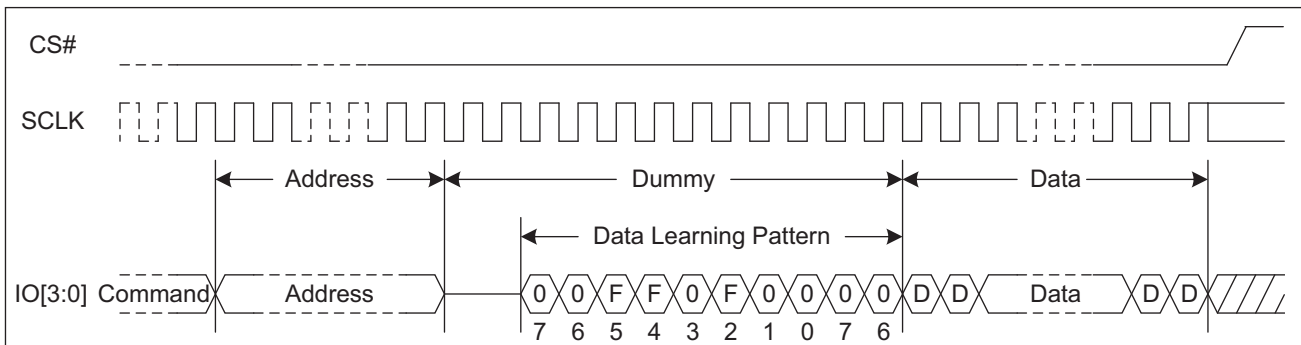 CS#
SCLK
Address Dummy Data
Data Learning Pattern
IO[3:0] Command Address 0 0 F F 0 F 0 0 0 0 D D Data D D
7 6 5 4 3 2 1 0 7 6